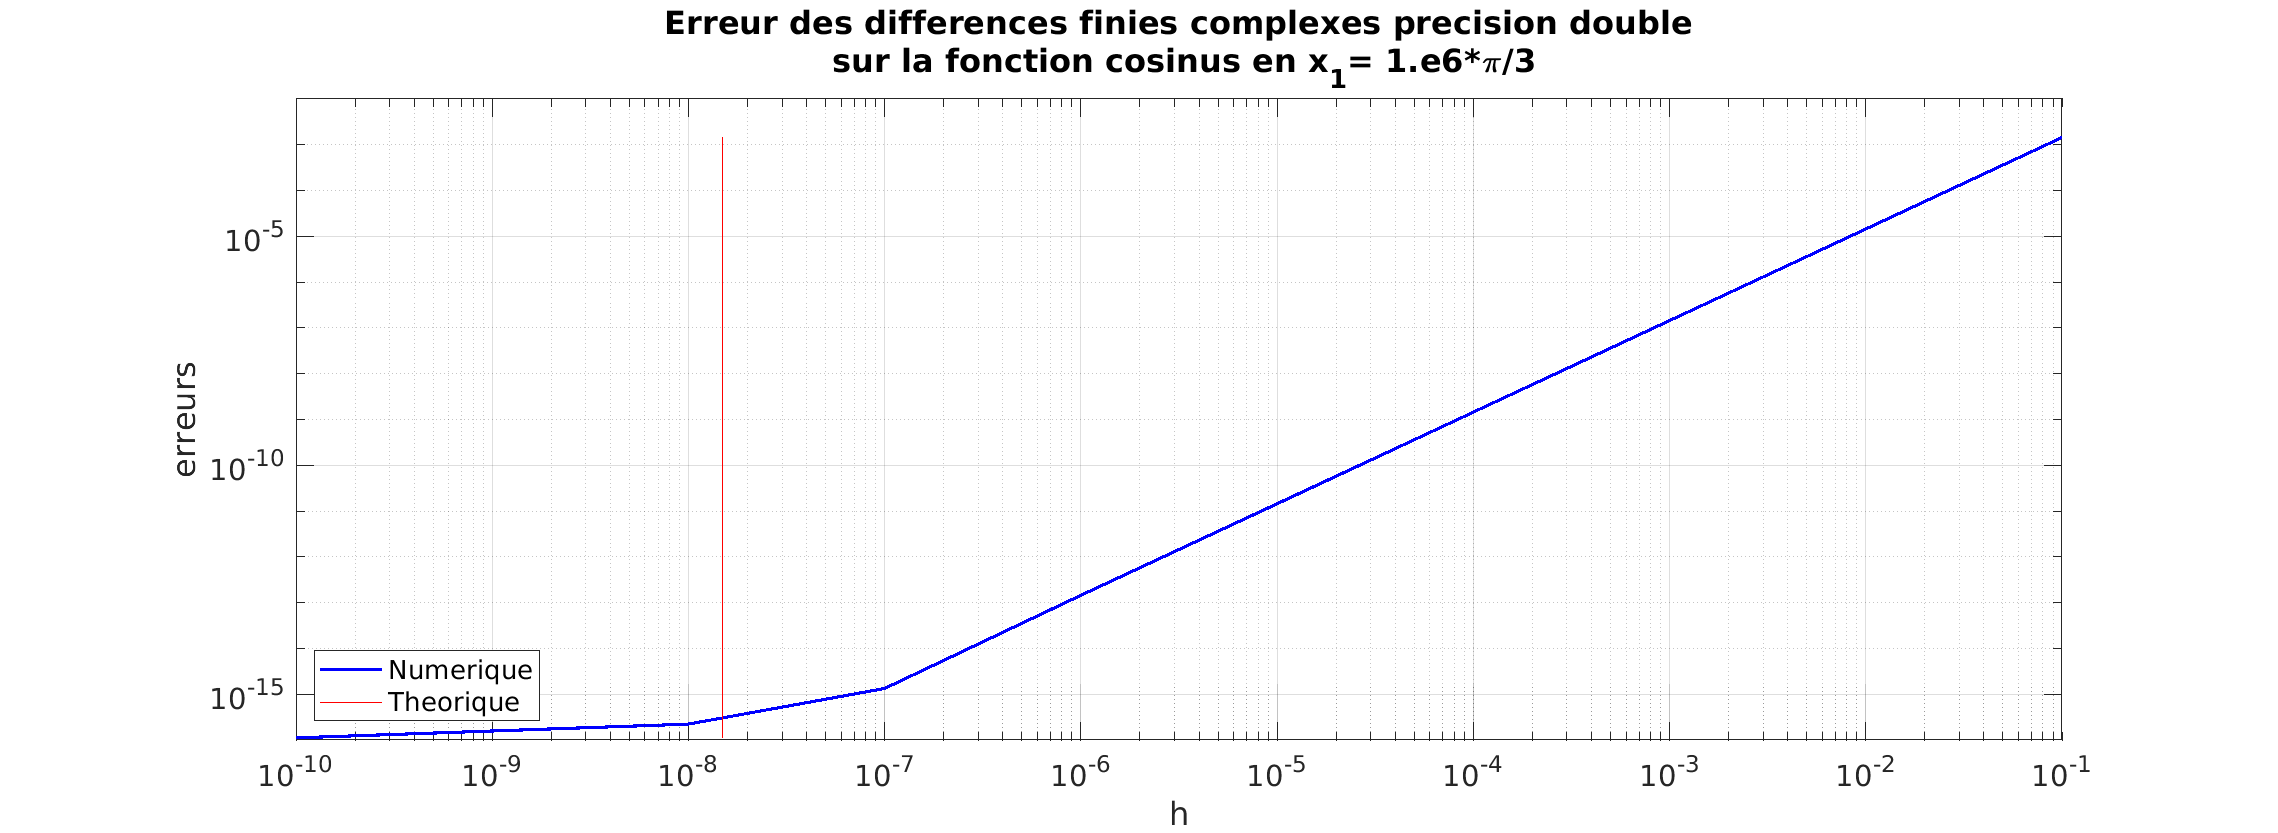 Erreur des differences finies complexes precision double
sur la fonction cosinus en x_1= 1.e6*π/3
erreurs
10^-5
10^-10
10^-15
Numerique
Theorique
10^-10 10^-9 10^-8 10^-7 10^-6 10^-5 10^-4 10^-3 10^-2 10^-1
h